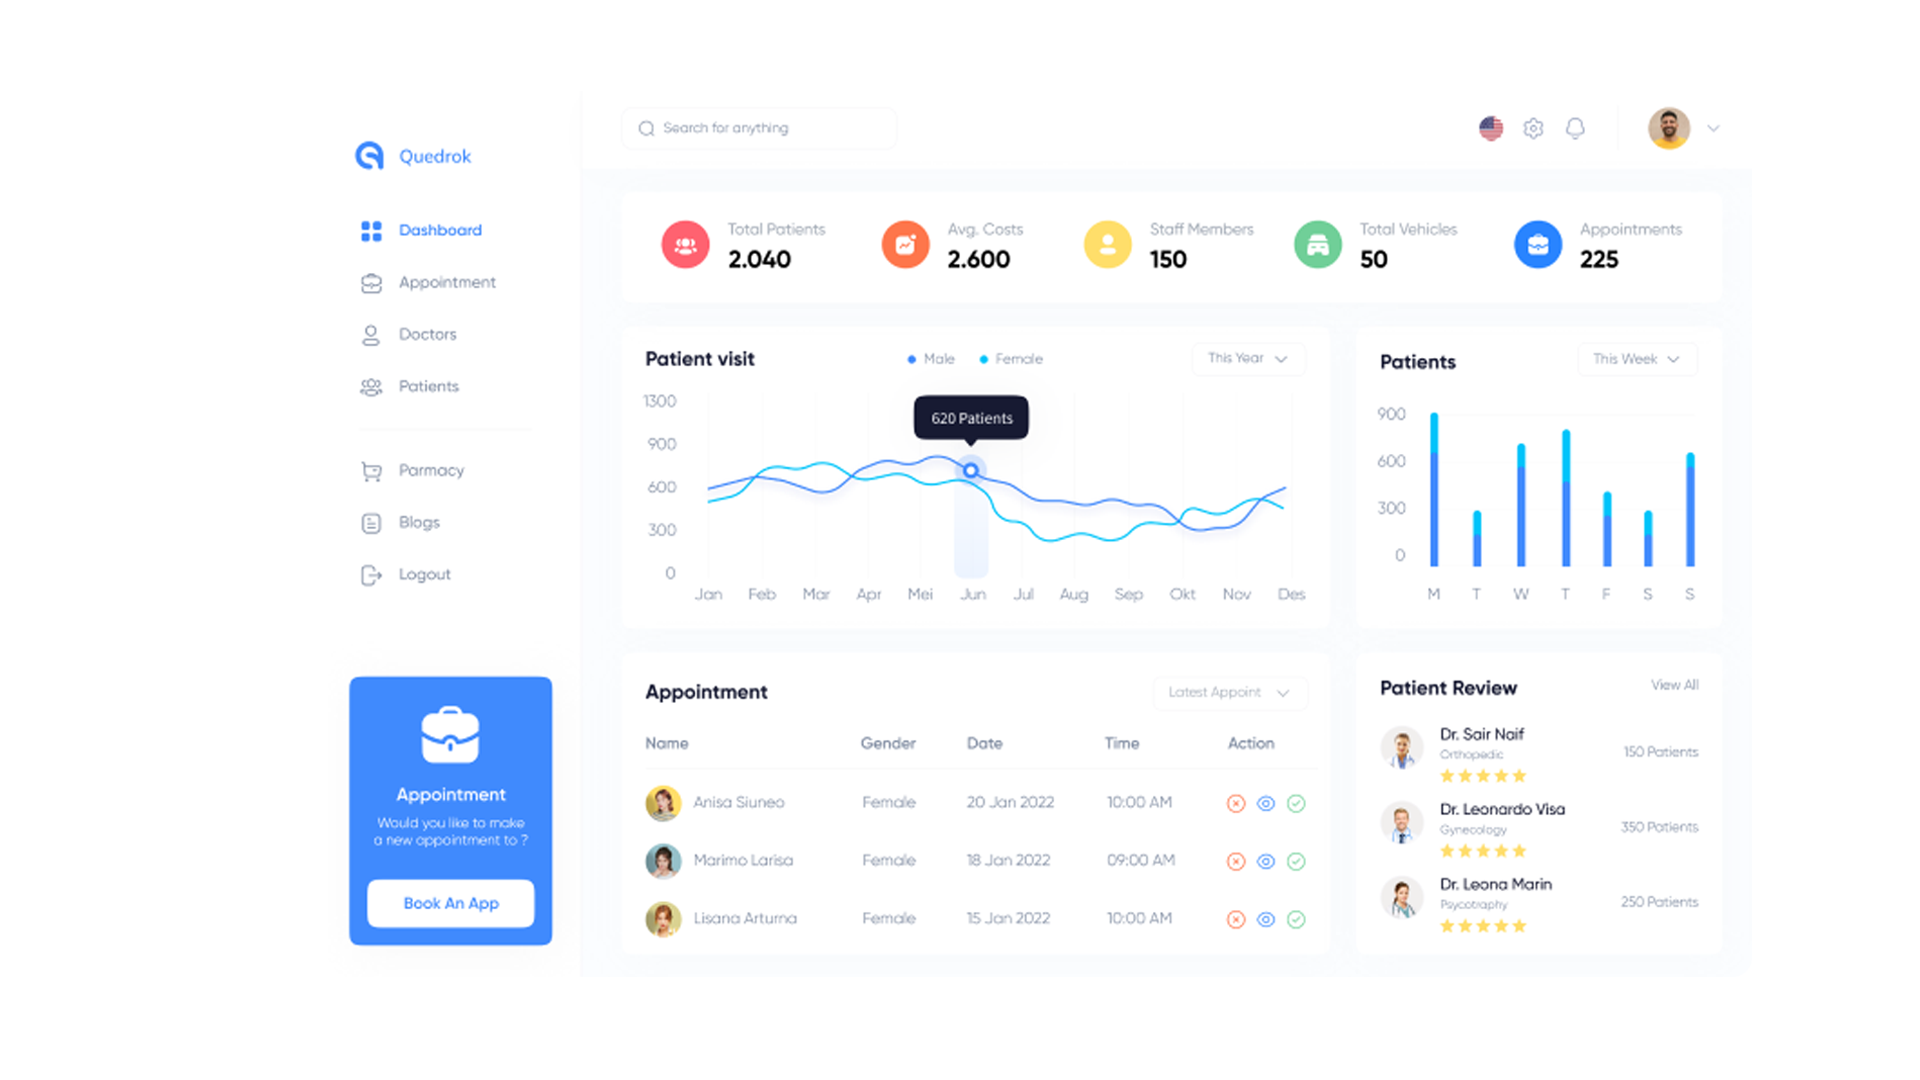 Quedrok
Dashboard
Appointment
Doctors
Patients
Parmacy
Blogs
Logout
Appointment
Would you like to make
a new appointment to ?
Book An App
Search for anything
Total Patients
2.040
Avg. Costs
2.600
Staff Members
150
Total Vehicles
50
Appointments
225
Patient visit
Male
Female
This Year
1300
900
600
300
0
620 Patients
Jan Feb Mar Apr Mei Jun Jul Aug Sep Okt Nov Des
Patients
This Week
900
600
300
0
M T W T F S S
Appointment
Latest Appoint
Name Gender Date Time Action
Anisa Siuneo Female 20 Jan 2022 10:00 AM
Marimo Larisa Female 18 Jan 2022 09:00 AM
Lisana Arturna Female 15 Jan 2022 10:00 AM
Patient Review
View All
Dr. Sair Naif
Orthopedic
150 Patients
Dr. Leonardo Visa
Gynecology
350 Patients
Dr. Leona Marin
Psycotraphy
250 Patients